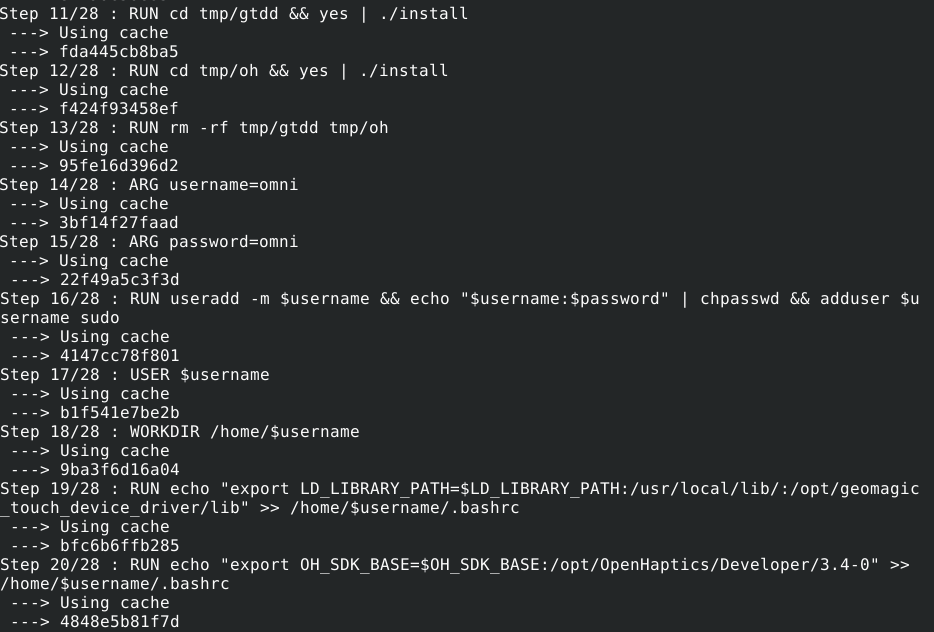 Step 11/28 : RUN cd tmp/gtdd && yes | ./install
 ---> Using cache
 ---> fda445cb8ba5
Step 12/28 : RUN cd tmp/oh && yes | ./install
 ---> Using cache
 ---> f424f93458ef
Step 13/28 : RUN rm -rf tmp/gtdd tmp/oh
 ---> Using cache
 ---> 95fe16d396d2
Step 14/28 : ARG username=omni
 ---> Using cache
 ---> 3bf14f27faad
Step 15/28 : ARG password=omni
 ---> Using cache
 ---> 22f49a5c3f3d
Step 16/28 : RUN useradd -m $username && echo "$username:$password" | chpasswd && adduser $u
sername sudo
 ---> Using cache
 ---> 4147cc78f801
Step 17/28 : USER $username
 ---> Using cache
 ---> b1f541e7be2b
Step 18/28 : WORKDIR /home/$username
 ---> Using cache
 ---> 9ba3f6d16a04
Step 19/28 : RUN echo "export LD_LIBRARY_PATH=$LD_LIBRARY_PATH:/usr/local/lib/:/opt/geomagic
_touch_device_driver/lib" >> /home/$username/.bashrc
 ---> Using cache
 ---> bfc6b6ffb285
Step 20/28 : RUN echo "export OH_SDK_BASE=$OH_SDK_BASE:/opt/OpenHaptics/Developer/3.4-0" >>
/home/$username/.bashrc
 ---> Using cache
 ---> 4848e5b81f7d